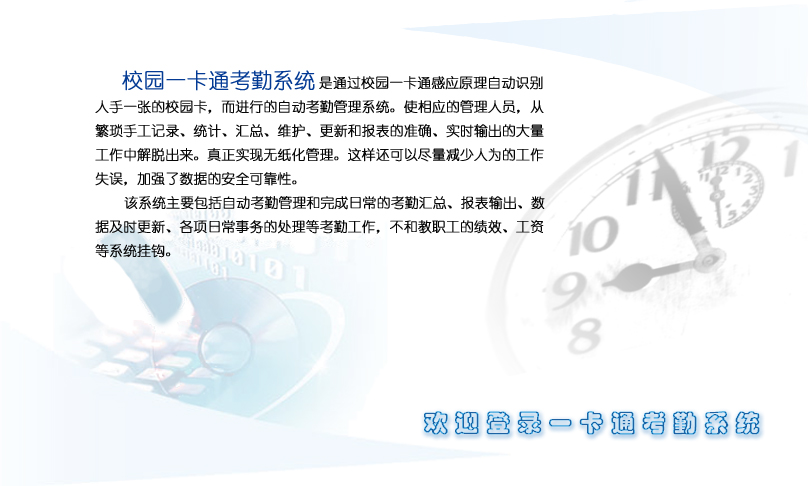 校园一卡通考勤系统 是通过校园一卡通感应原理自动识别
人手一张的校园卡，而进行的自动考勤管理系统。使相应的管理人员，从
繁琐手工记录、统计、汇总、维护、更新和报表的准确、实时输出的大量
工作中解脱出来。真正实现无纸化管理。这样还可以尽量减少人为的工作
失误，加强了数据的安全可靠性。
该系统主要包括自动考勤管理和完成日常的考勤汇总、报表输出、数
据及时更新、各项日常事务的处理等考勤工作，不和教职工的绩效、工资
等系统挂钩。
11 12 1
10
9
8
欢迎登录一卡通考勤系统